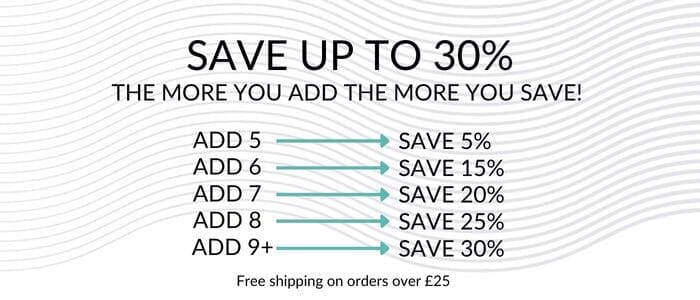 SAVE UP TO 30%
THE MORE YOU ADD THE MORE YOU SAVE!
ADD 5 SAVE 5%
ADD 6 SAVE 15%
ADD 7 SAVE 20%
ADD 8 SAVE 25%
ADD 9+ SAVE 30%
Free shipping on orders over £25